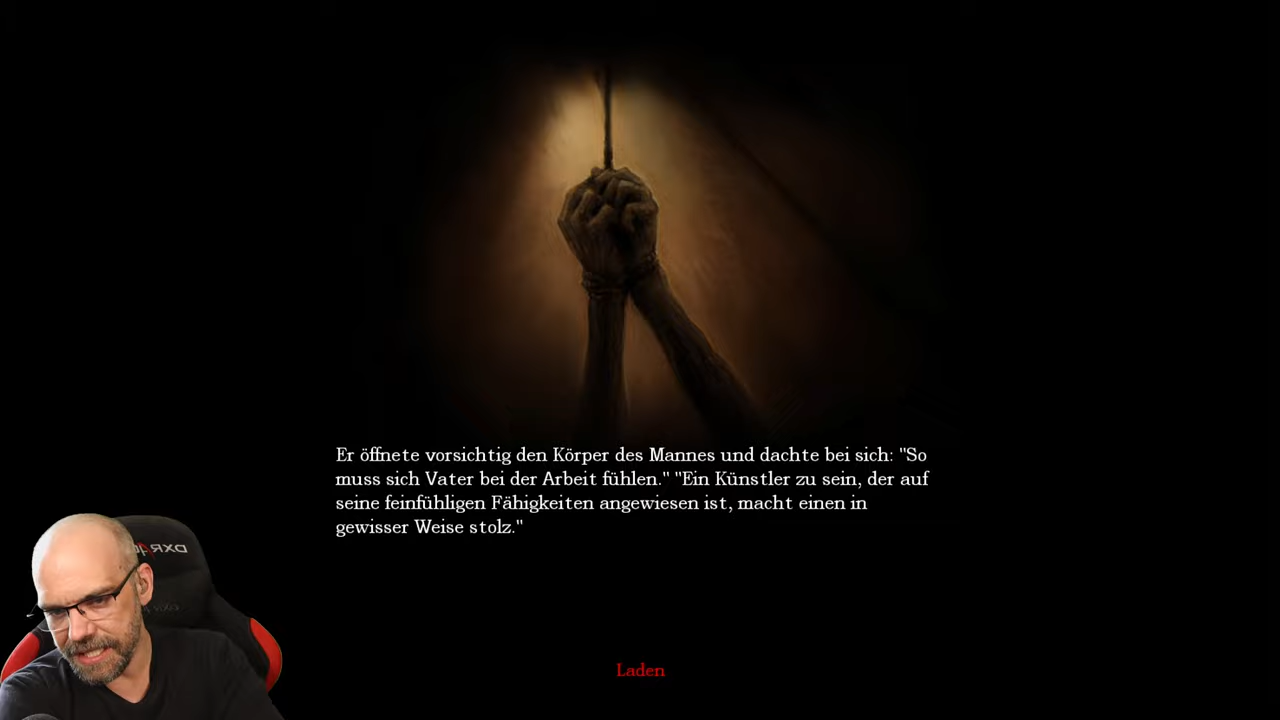 Er öffnete vorsichtig den Körper des Mannes und dachte bei sich: "So
muss sich Vater bei der Arbeit fühlen." "Ein Künstler zu sein, der auf
seine feinfühligen Fähigkeiten angewiesen ist, macht einen in
gewisser Weise stolz."
Laden